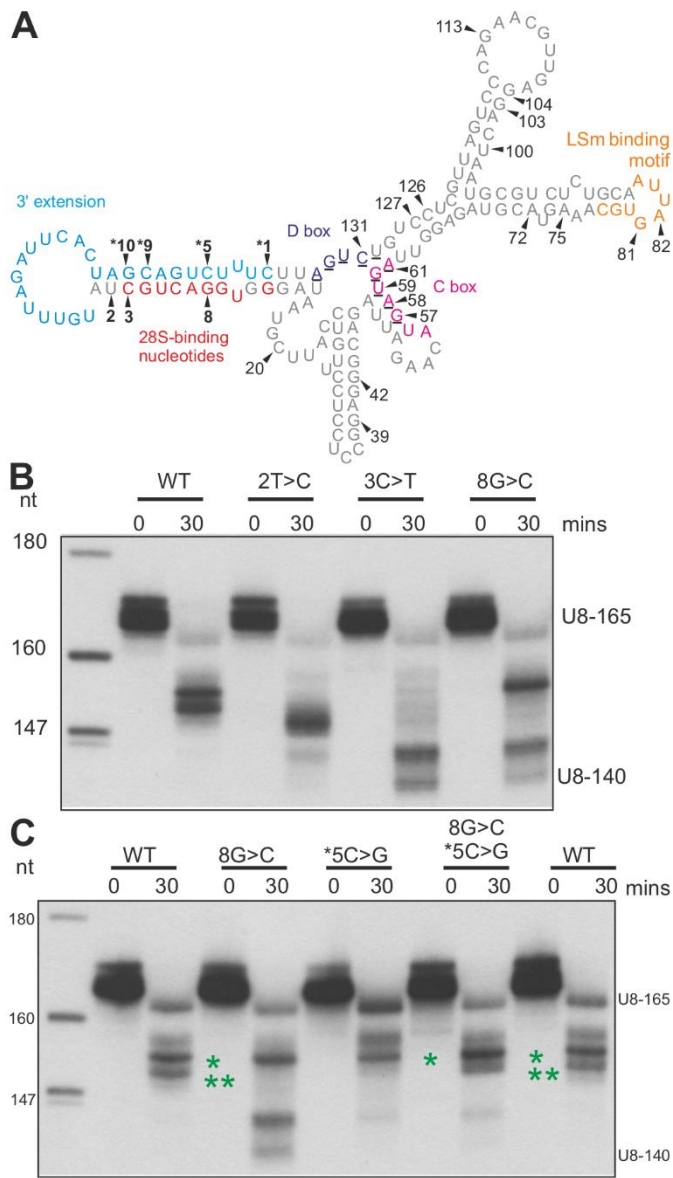 A
113
104
103
100
LSm binding
motif
3' extension
*10 *9 *5 *1
D box
131
127
126
72
75
81
82
UAGCAGUCUUUCUU
AUCGUCAGGUGGAAU
2 3 8
28S-binding
nucleotides
61
59
58
57
C box
20
42
39
B
nt
WT 2T>C 3C>T 8G>C
0 30 0 30 0 30 0 30 mins
180
160
147
U8-165
U8-140
C
nt
WT 8G>C *5C>G 8G>C
*5C>G WT
0 30 0 30 0 30 0 30 0 30 mins
180
160
147
* * *
** **
U8-165
U8-140